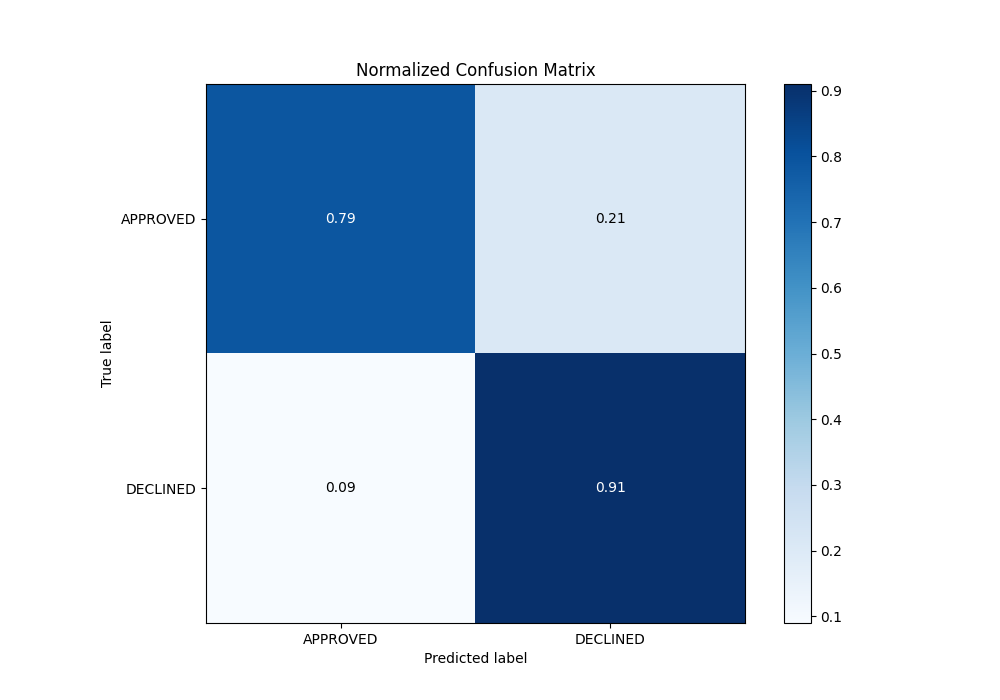 Normalized Confusion Matrix
True label
APPROVED
DECLINED
0.79
0.21
0.09
0.91
APPROVED
DECLINED
Predicted label
0.9
0.8
0.7
0.6
0.5
0.4
0.3
0.2
0.1